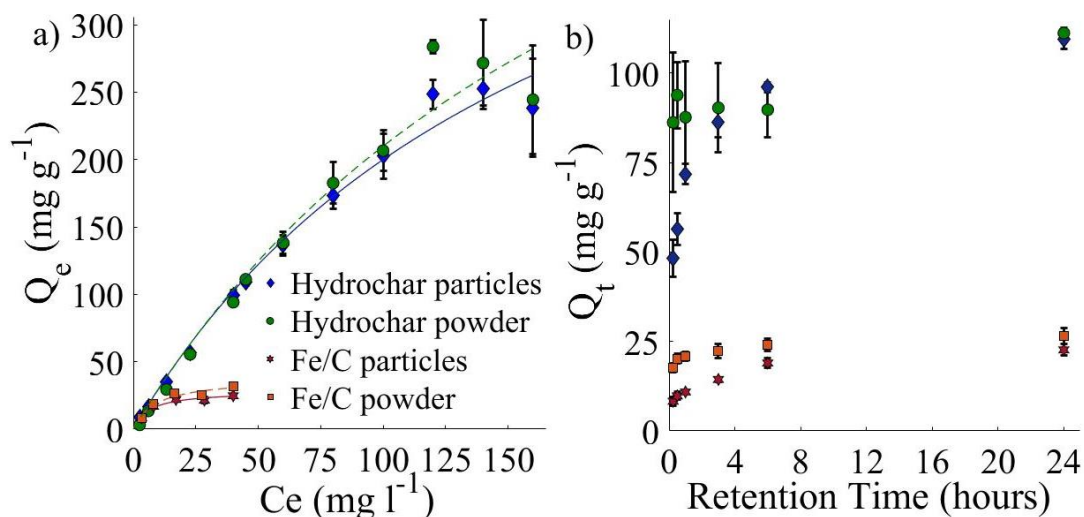 a)
300
250
200
150
100
50
0
Q_e (mg g^-1)
Hydrochar particles
Hydrochar powder
Fe/C particles
Fe/C powder
0 25 50 75 100 125 150
Ce (mg l^-1)
b)
100
75
50
25
0
Q_t (mg g^-1)
0 4 8 12 16 20 24
Retention Time (hours)